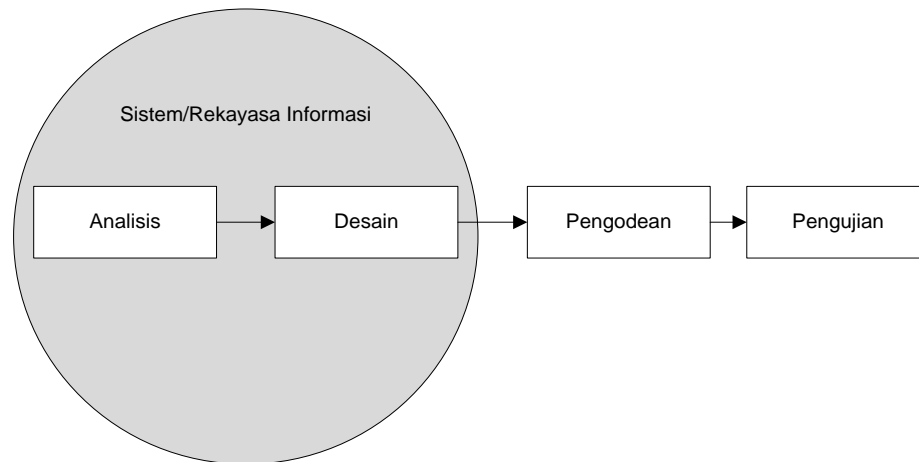 Sistem/Rekayasa Informasi
Analisis
Desain
Pengodean
Pengujian